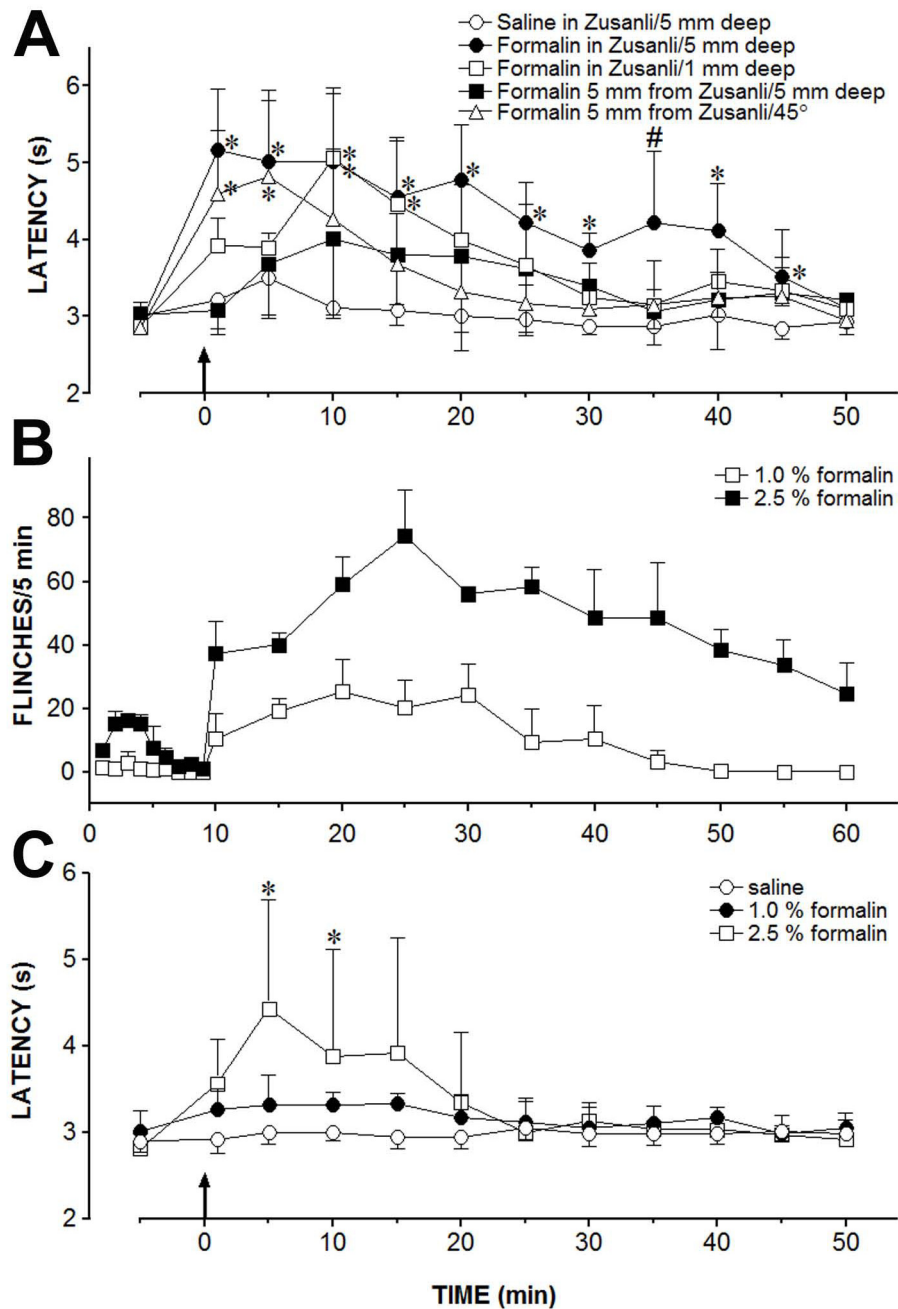 A
Saline in Zusanli/5 mm deep
Formalin in Zusanli/5 mm deep
Formalin in Zusanli/1 mm deep
Formalin 5 mm from Zusanli/5 mm deep
Formalin 5 mm from Zusanli/45°
LATENCY (s)
6
5
4
3
2
* * * * * * * * * * * * # * *
0 10 20 30 40 50
B
1.0 % formalin
2.5 % formalin
FLINCHES/5 min
80
60
40
20
0
0 10 20 30 40 50 60
C
saline
1.0 % formalin
2.5 % formalin
LATENCY (s)
6
5
4
3
2
* *
0 10 20 30 40 50
TIME (min)